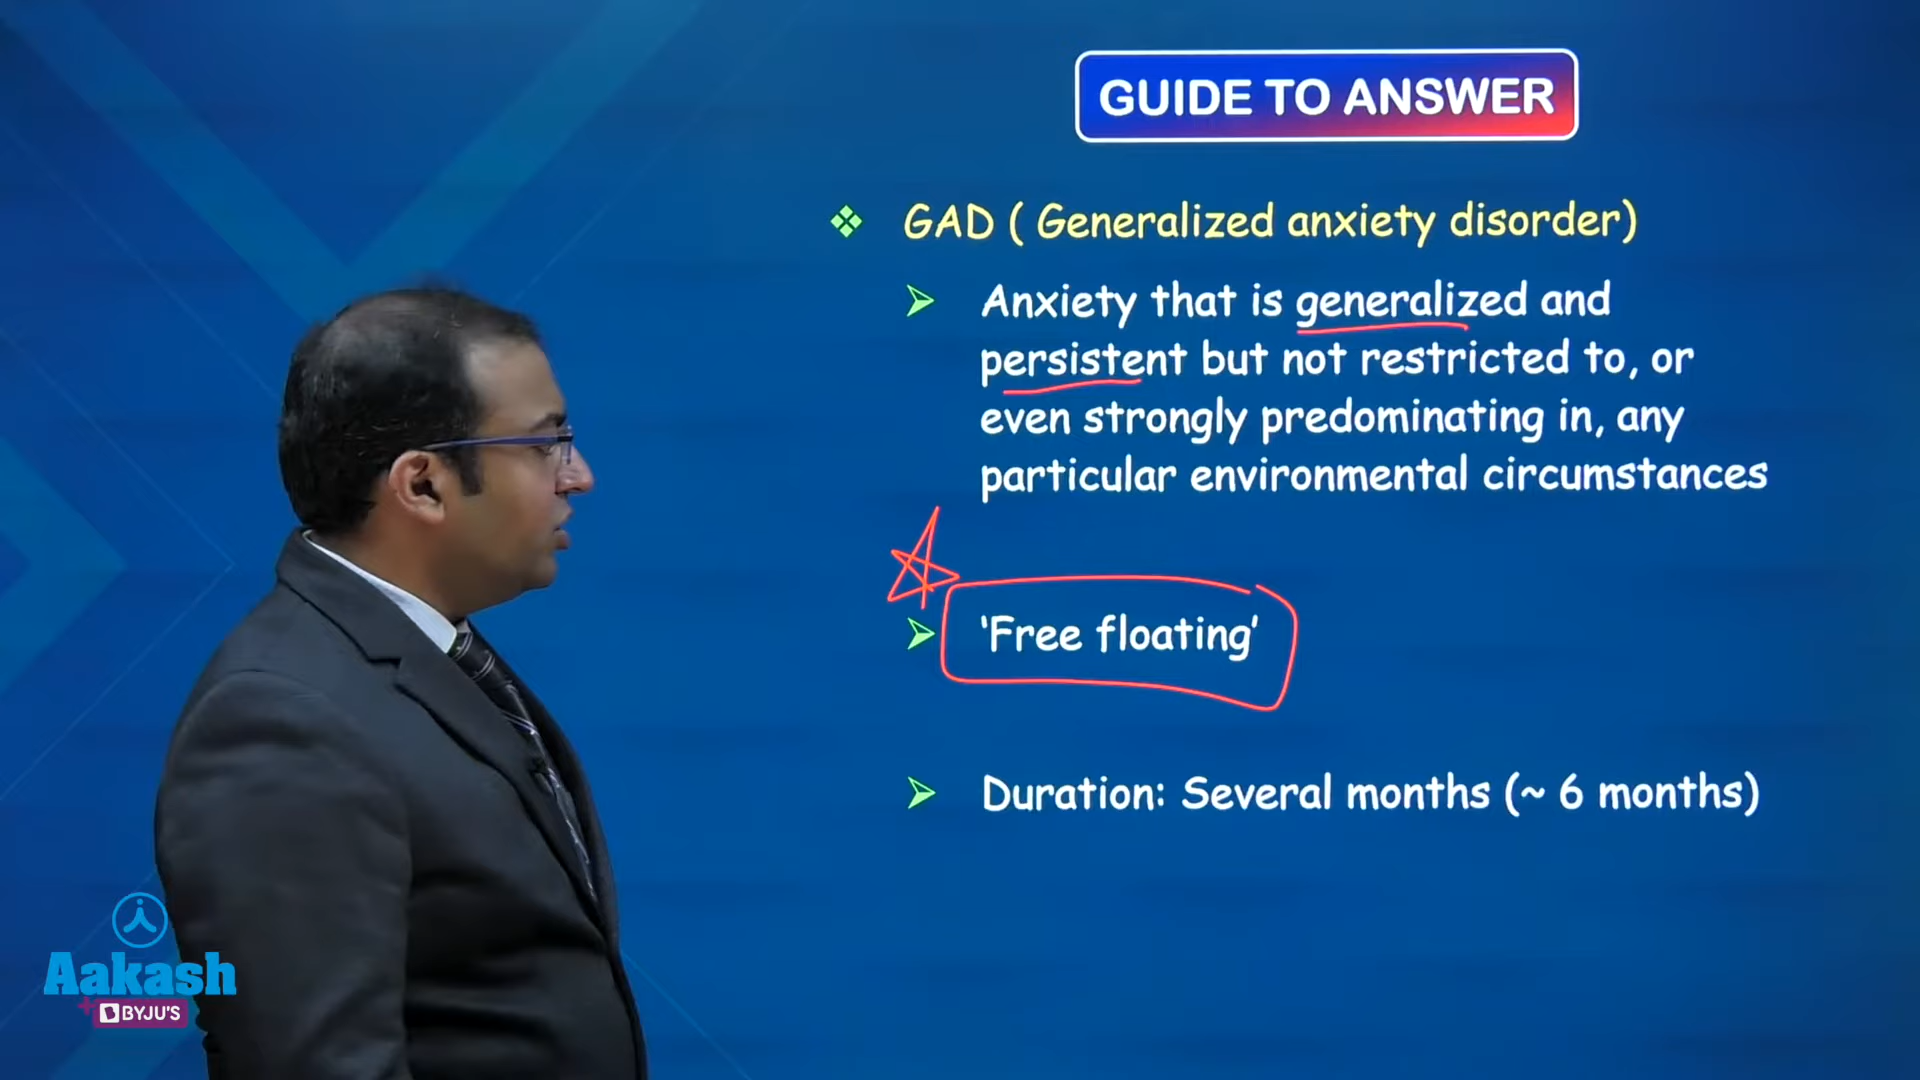 GUIDE TO ANSWER
GAD ( Generalized anxiety disorder)
Anxiety that is generalized and
persistent but not restricted to, or
even strongly predominating in, any
particular environmental circumstances
‘Free floating’
Duration: Several months (~ 6 months)
Aakash
+ BYJU'S